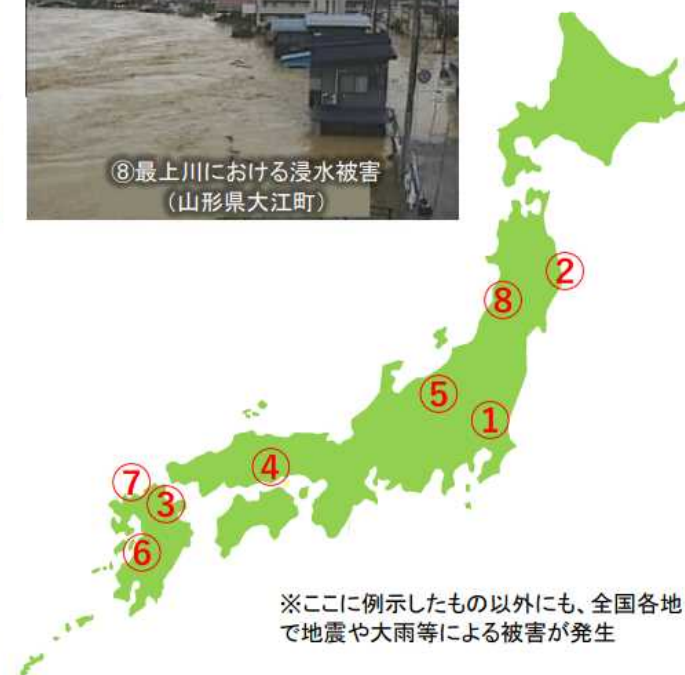 ⑧最上川における浸水被害
(山形県大江町)
②
⑧
⑤
①
④
⑦
③
⑥
※ここに例示したもの以外にも、全国各地
で地震や大雨等による被害が発生